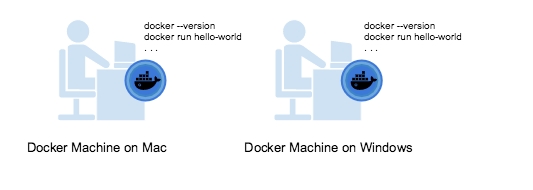 docker --version
docker run hello-world
. . .
docker --version
docker run hello-world
. . .
Docker Machine on Mac
Docker Machine on Windows